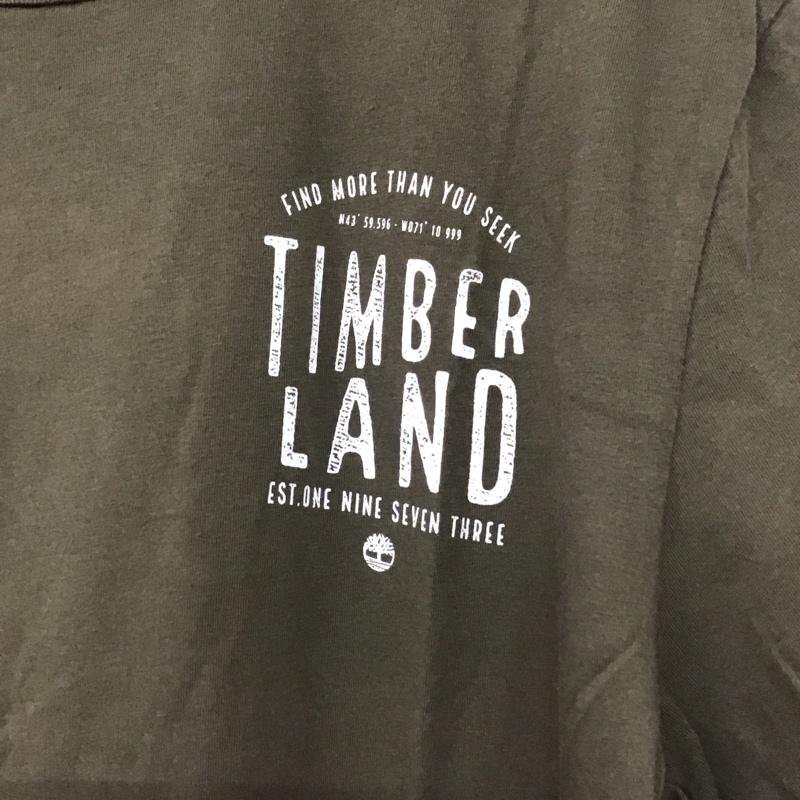 FIND MORE THAN YOU SEEK
N43° 59.596 - W071° 10 999
TIMBER
LAND
EST.ONE NINE SEVEN THREE